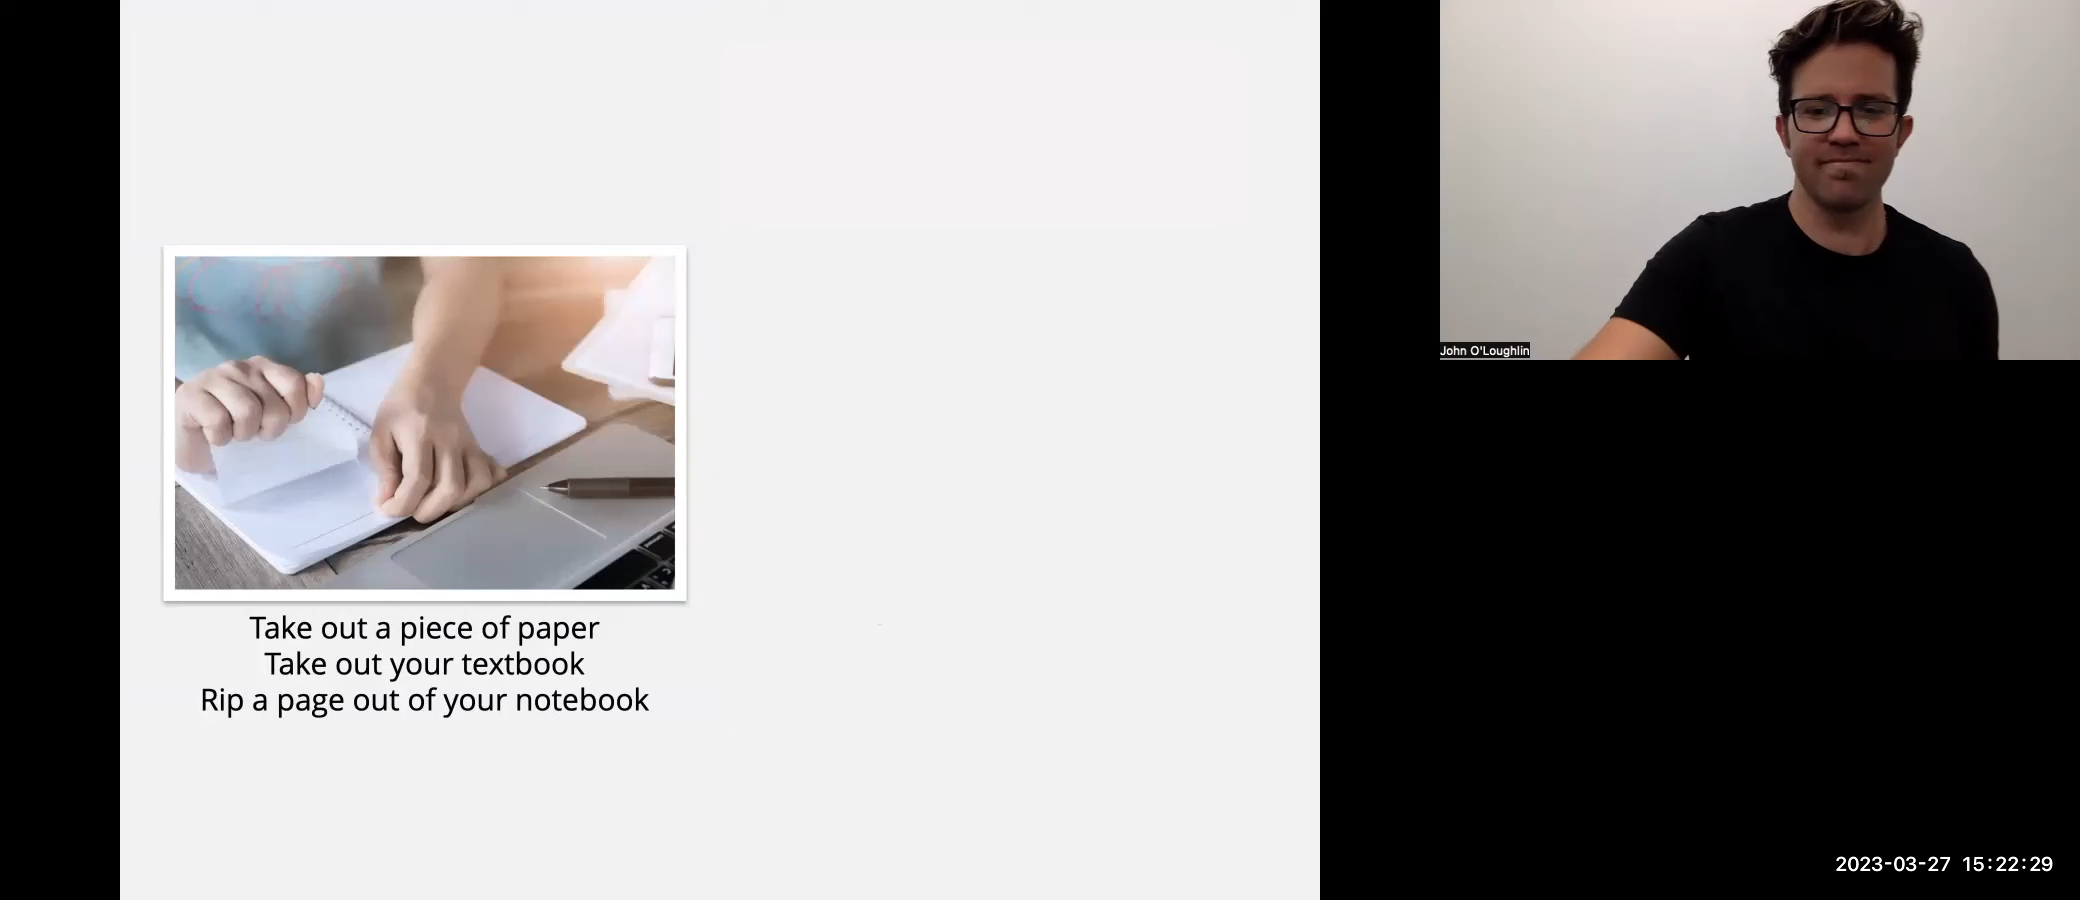 John O'Loughlin
Take out a piece of paper
Take out your textbook
Rip a page out of your notebook
2023-03-27 15:22:29